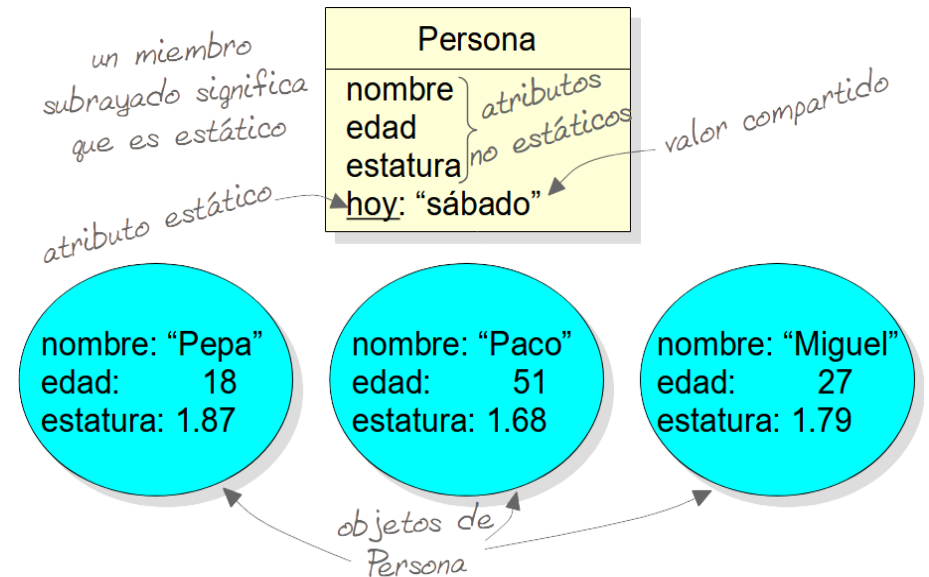 Persona
un miembro
subrayado significa
que es estático
nombre
edad
estatura
hoy: “sábado”
atributos
no estáticos
valor compartido
atributo estático
nombre: “Pepa”
edad: 18
estatura: 1.87
nombre: “Paco”
edad: 51
estatura: 1.68
nombre: “Miguel”
edad: 27
estatura: 1.79
objetos de
Persona